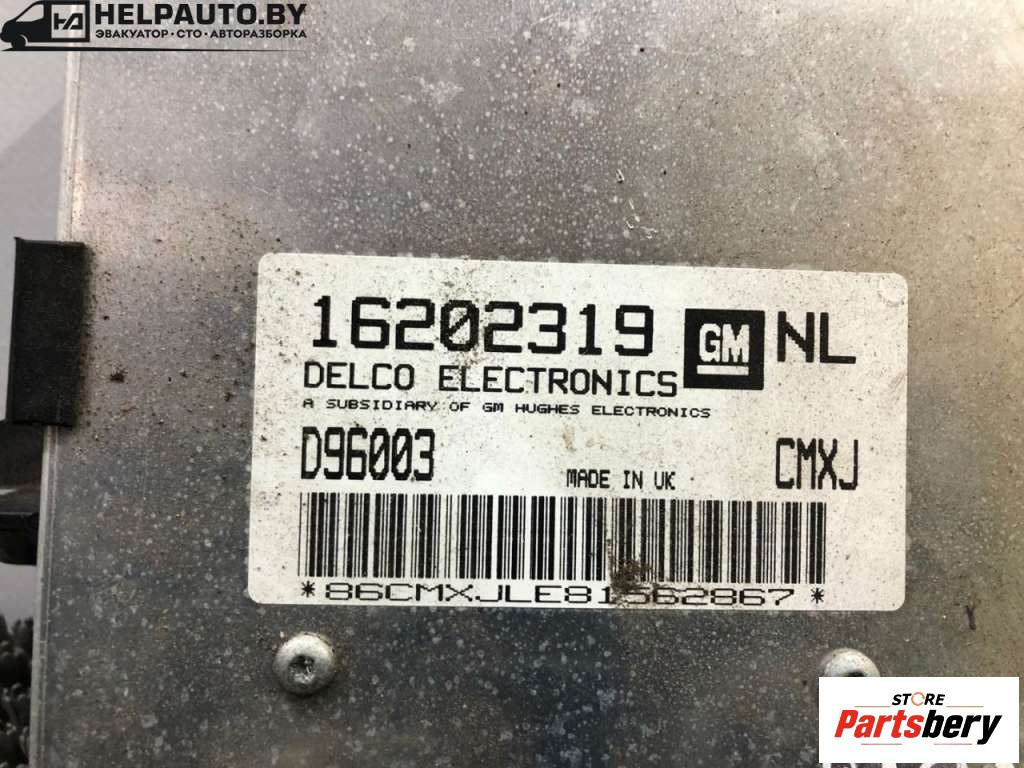 HELPAUTO.BY
ЭВАКУАТОР·СТО·АВТОРАЗБОРКА
16202319 GM NL
DELCO ELECTRONICS
A SUBSIDIARY OF GM HUGHES ELECTRONICS
D96003 MADE IN UK CMXJ
*86CMXJLE81562867*
STORE
Partsbery